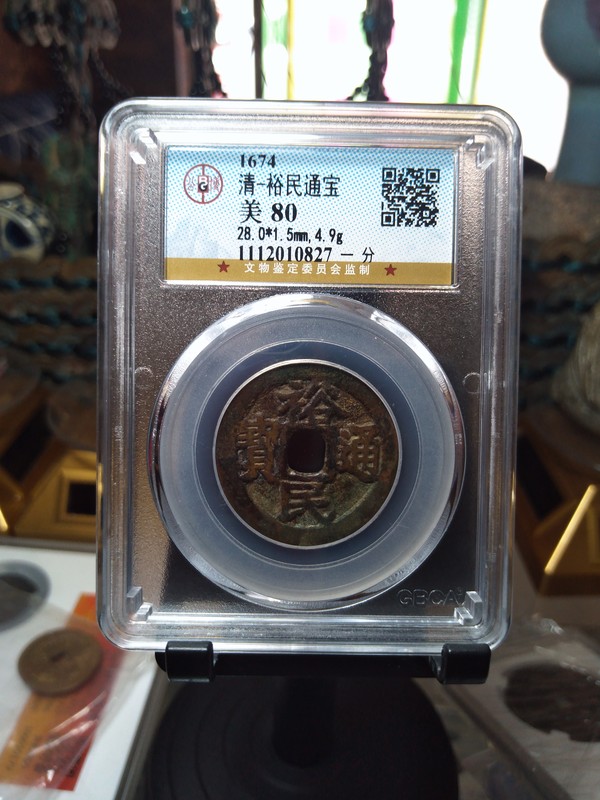 1674
清-裕民通宝
美 80
28.0*1.5mm, 4.9g
1112010827 一 分
★ 文物鉴定委员会监制 ★
裕民通寶
GBCA